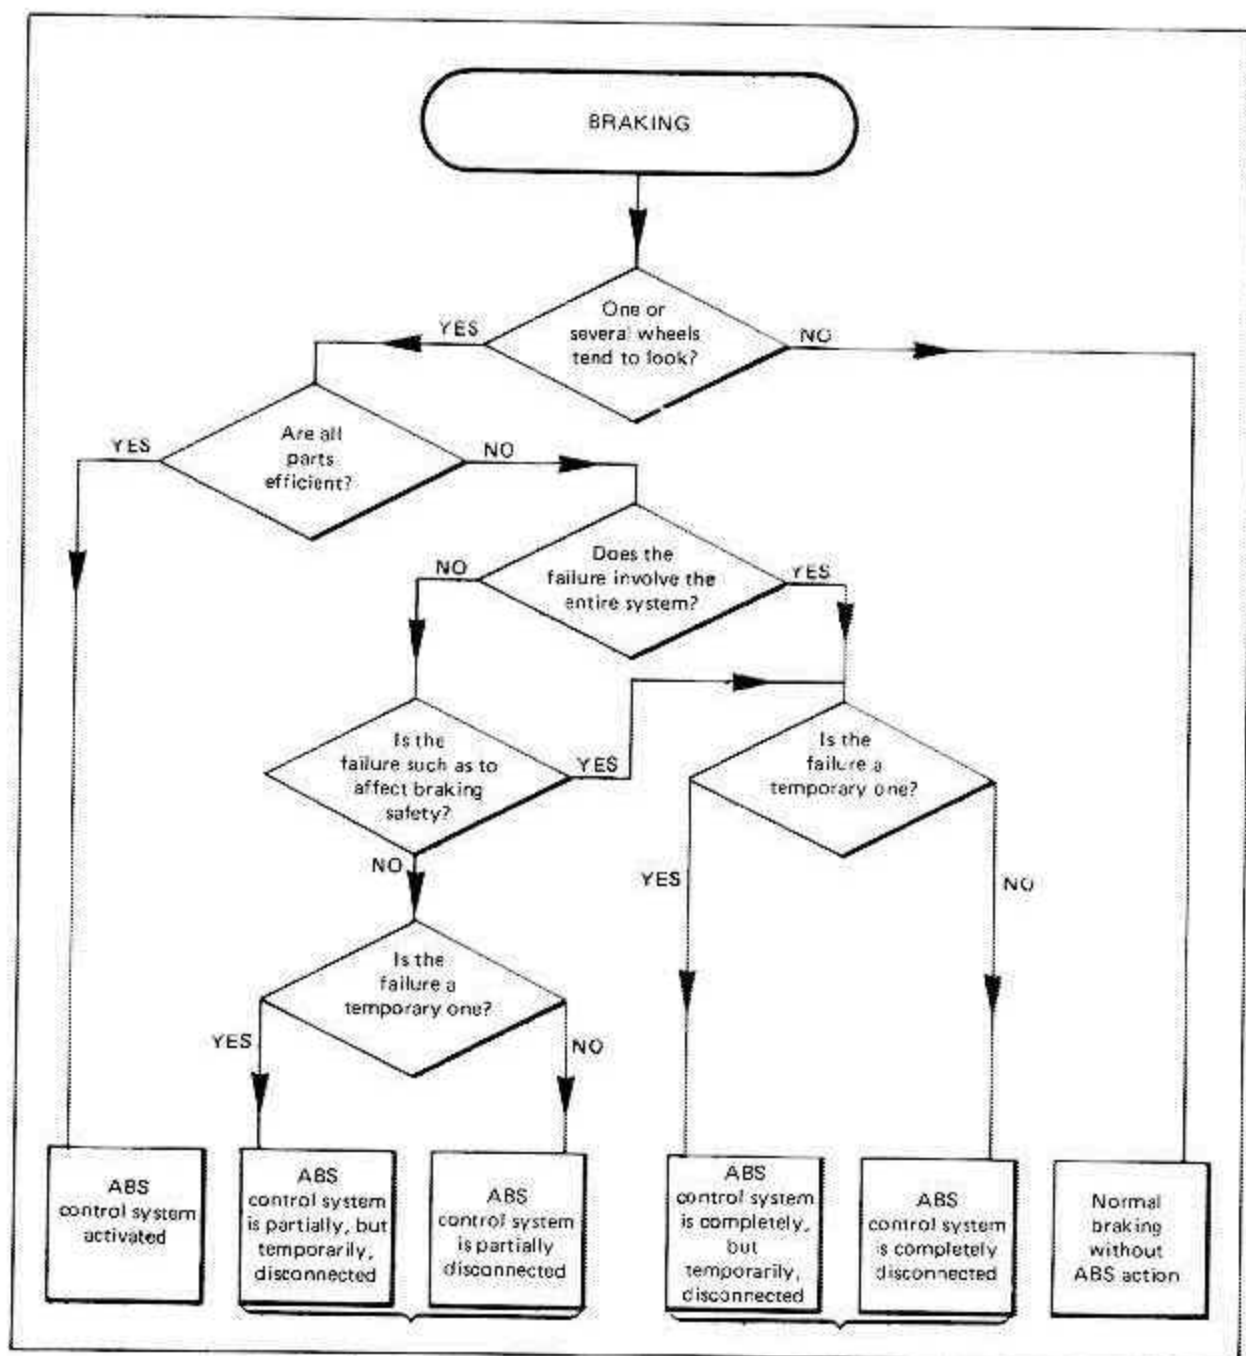 BRAKING
One or
several wheels
tend to look?
YES
NO
Are all
parts
efficient?
YES
NO
Does the
failure involve the
entire system?
NO
YES
Is the
failure such as to
affect braking
safety?
YES
NO
Is the
failure a
temporary one?
YES
NO
Is the
failure a
temporary one?
YES
NO
ABS
control system
activated
ABS
control system
is partially, but
temporarily,
disconnected
ABS
control system
is partially
disconnected
ABS
control system
is completely,
but
temporarily,
disconnected
ABS
control system
is completely
disconnected
Normal
braking
without
ABS action